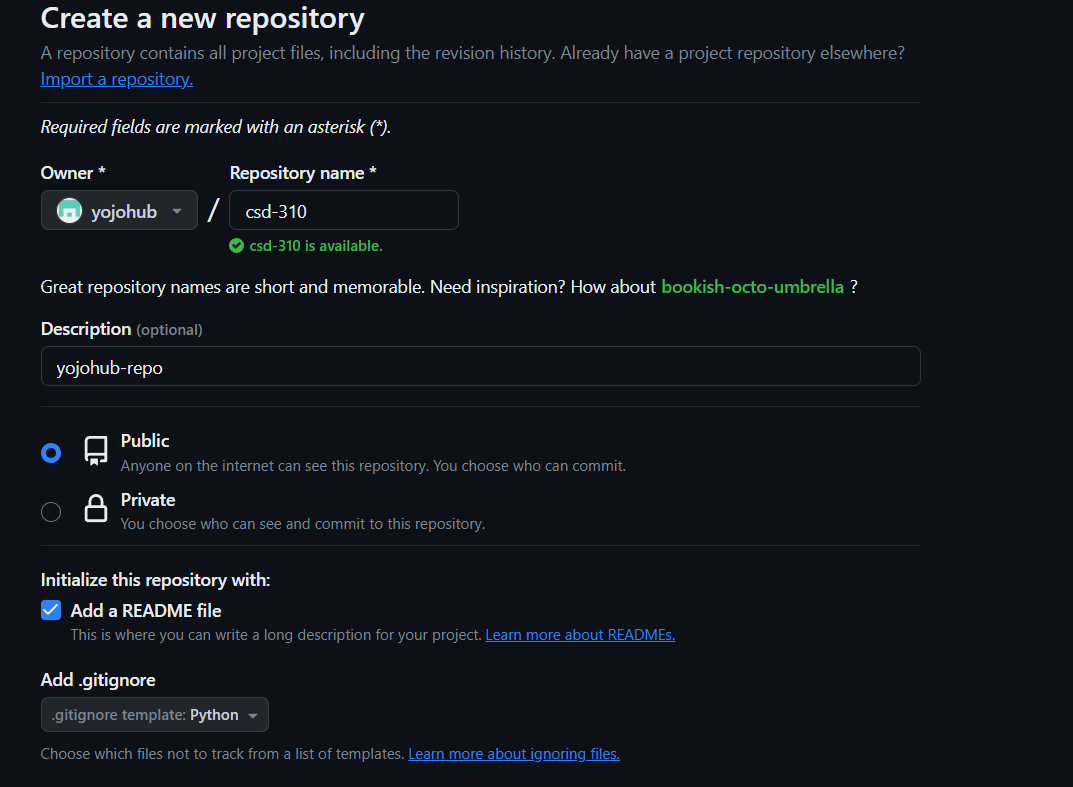 Create a new repository
A repository contains all project files, including the revision history. Already have a project repository elsewhere?
Import a repository.
Required fields are marked with an asterisk (*).
Owner * Repository name *
yojohub / csd-310
csd-310 is available.
Great repository names are short and memorable. Need inspiration? How about bookish-octo-umbrella ?
Description (optional)
yojohub-repo
Public
Anyone on the internet can see this repository. You choose who can commit.
Private
You choose who can see and commit to this repository.
Initialize this repository with:
Add a README file
This is where you can write a long description for your project. Learn more about READMEs.
Add .gitignore
.gitignore template: Python
Choose which files not to track from a list of templates. Learn more about ignoring files.